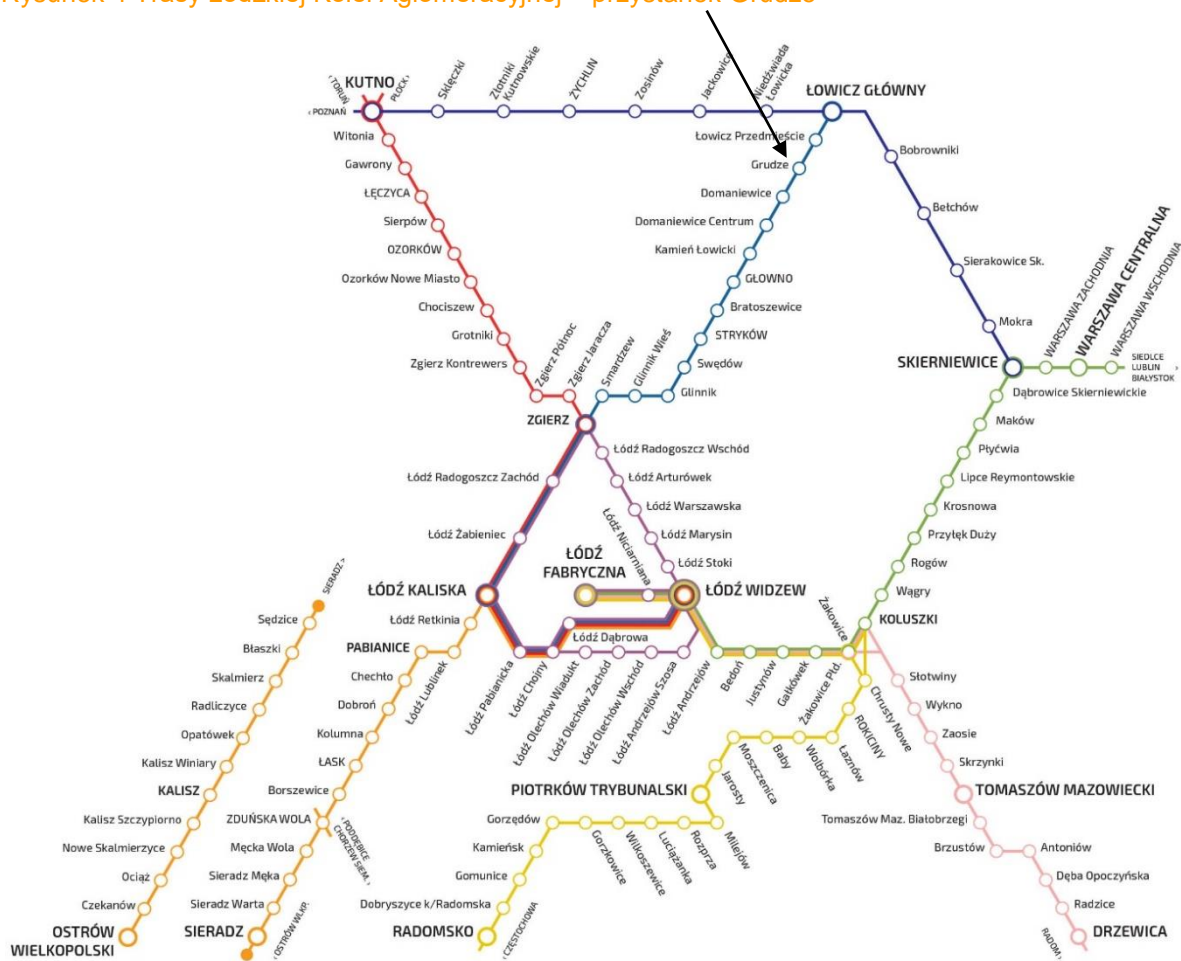 Rysunek 4 Trasy Łódzkiej Kolei Aglomeracyjnej – przystanek Grudze
‹ TORUŃ
KUTNO
PŁOCK ›
‹ POZNAŃ
Sklęczki
Złotniki
Kutnowskie
ŻYCHLIN
Zosinów
Jackowice
Niedźwiada
Łowicka
ŁOWICZ GŁÓWNY
Witonia
Gawrony
ŁĘCZYCA
Sierpów
OZORKÓW
Ozorków Nowe Miasto
Chociszew
Grotniki
Zgierz Kontrewers
Zgierz Północ
Zgierz Jaracza
ZGIERZ
Łowicz Przedmieście
Grudze
Domaniewice
Domaniewice Centrum
Kamień Łowicki
GŁOWNO
Bratoszewice
STRYKÓW
Swędów
Glinnik
Glinnik Wieś
Smardzew
Bobrowniki
Bełchów
Sierakowice Sk.
Mokra
SKIERNIEWICE
WARSZAWA ZACHODNIA
WARSZAWA CENTRALNA
WARSZAWA WSCHODNIA
SIEDLCE
LUBLIN ›
BIAŁYSTOK
Dąbrowice Skierniewickie
Maków
Płyćwia
Lipce Reymontowskie
Krosnowa
Przyłęk Duży
Rogów
Wągry
KOLUSZKI
Łódź Radogoszcz Zachód
Łódź Żabieniec
ŁÓDŹ KALISKA
Łódź Radogoszcz Wschód
Łódź Arturówek
Łódź Warszawska
Łódź Marysin
Łódź Stoki
Łódź Niciarniana
ŁÓDŹ
FABRYCZNA
ŁÓDŹ WIDZEW
Łódź Dąbrowa
Łódź Pabianicka
Łódź Chojny
Łódź Olechów Wiadukt
Łódź Olechów Zachód
Łódź Olechów Wschód
Łódź Andrzejów Szosa
Łódź Andrzejów
Bedoń
Justynów
Gałkówek
Żakowice Płd.
Żakowice
Chrusty Nowe
ROKICINY
Łaznów
Wolbórka
Baby
Moszczenica
Jarosty
PIOTRKÓW TRYBUNALSKI
Milejów
Rozprza
Luciążanka
Wilkoszewice
Gorzkowice
Gorzędów
Kamieńsk
Gomunice
Dobryszyce k/Radomska
RADOMSKO
‹ CZĘSTOCHOWA
Słotwiny
Wykno
Zaosie
Skrzynki
TOMASZÓW MAZOWIECKI
Tomaszów Maz. Białobrzegi
Brzustów
Antoniów
Dęba Opoczyńska
Radzice
DRZEWICA
RADOM ›
Łódź Retkinia
Łódź Lublinek
PABIANICE
Chechło
Dobroń
Kolumna
ŁASK
Borszewice
ZDUŃSKA WOLA
‹ PODDĘBICE
CHORZEW SIEM. ›
Męcka Wola
Sieradz Męka
Sieradz Warta
SIERADZ
‹ OSTRÓW WLKP.
SIERADZ ›
Sędzice
Błaszki
Skalmierz
Radliczyce
Opatówek
Kalisz Winiary
KALISZ
Kalisz Szczypiorno
Nowe Skalmierzyce
Ociąż
Czekanów
OSTRÓW
WIELKOPOLSKI